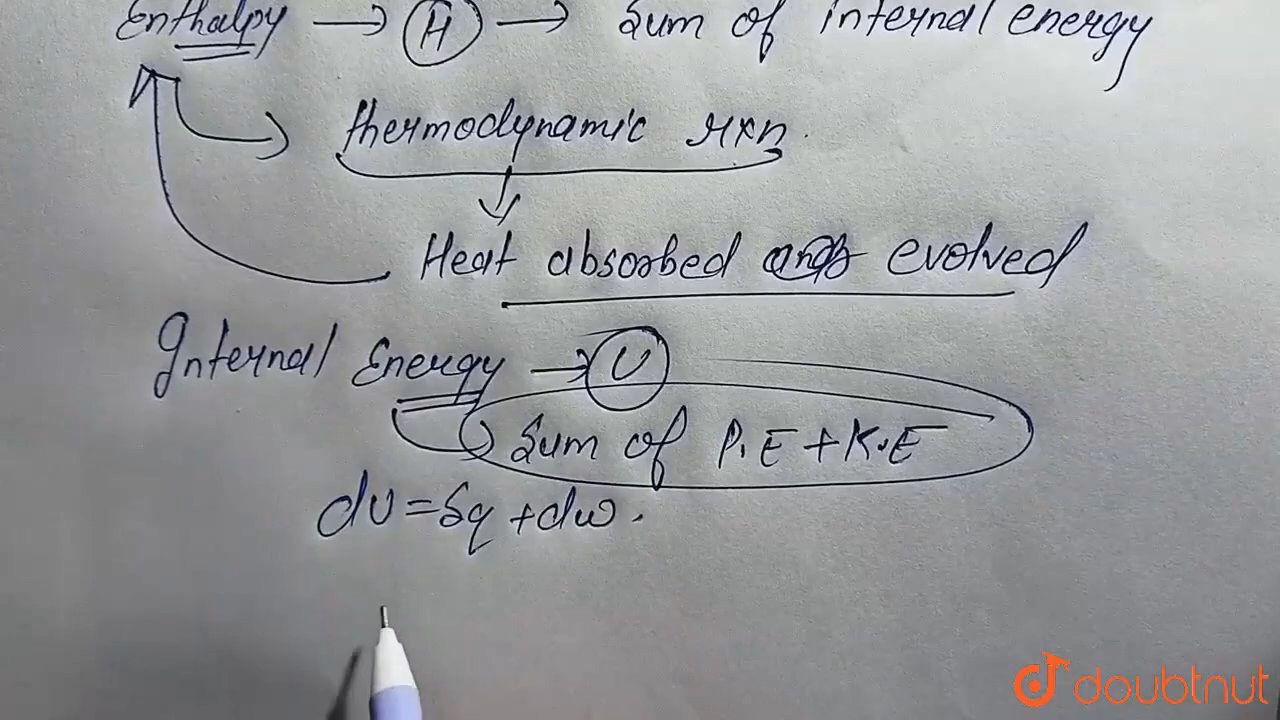 Enthalpy → H → Sum of internal energy
thermodynamic rxn.
Heat absorbed evolved
Internal Energy → U
Sum of P.E + K.E
dU = δq + dw.
doubtnut